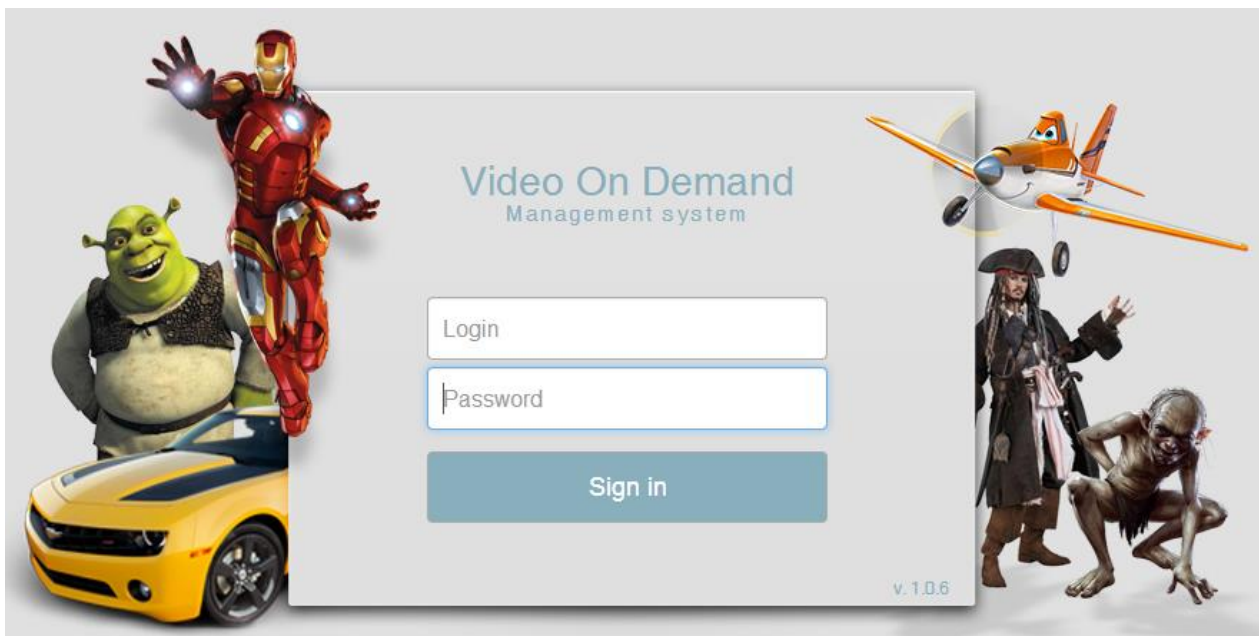 Video On Demand
Management system
Login
Password
Sign in
v. 1.0.6